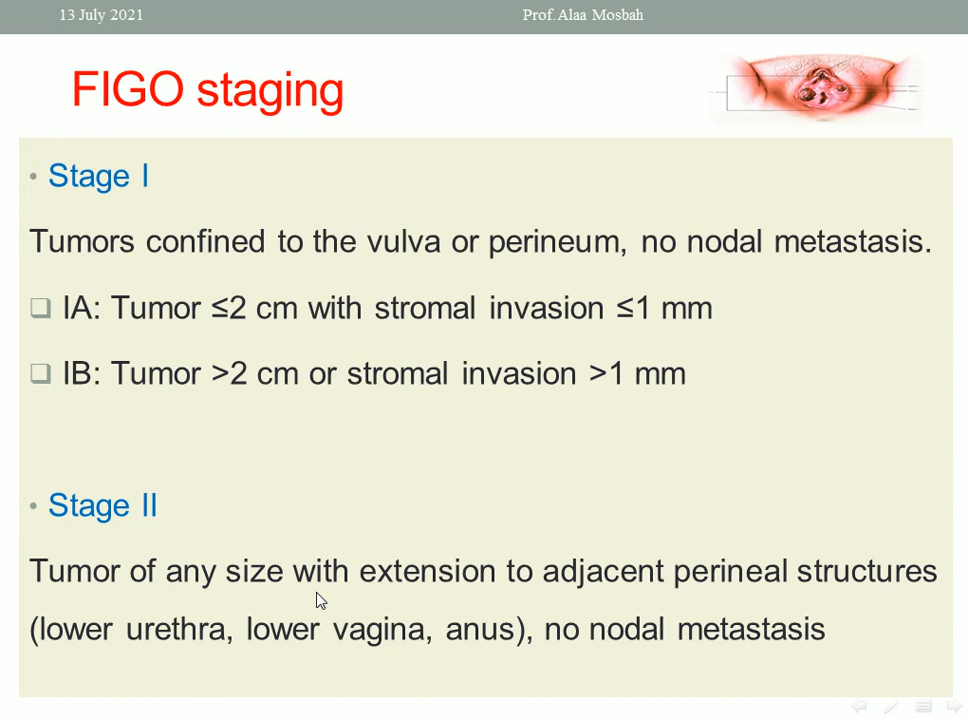 13 July 2021 Prof. Alaa Mosbah
FIGO staging
• Stage I
Tumors confined to the vulva or perineum, no nodal metastasis.
❑ IA: Tumor ≤2 cm with stromal invasion ≤1 mm
❑ IB: Tumor >2 cm or stromal invasion >1 mm
• Stage II
Tumor of any size with extension to adjacent perineal structures
(lower urethra, lower vagina, anus), no nodal metastasis